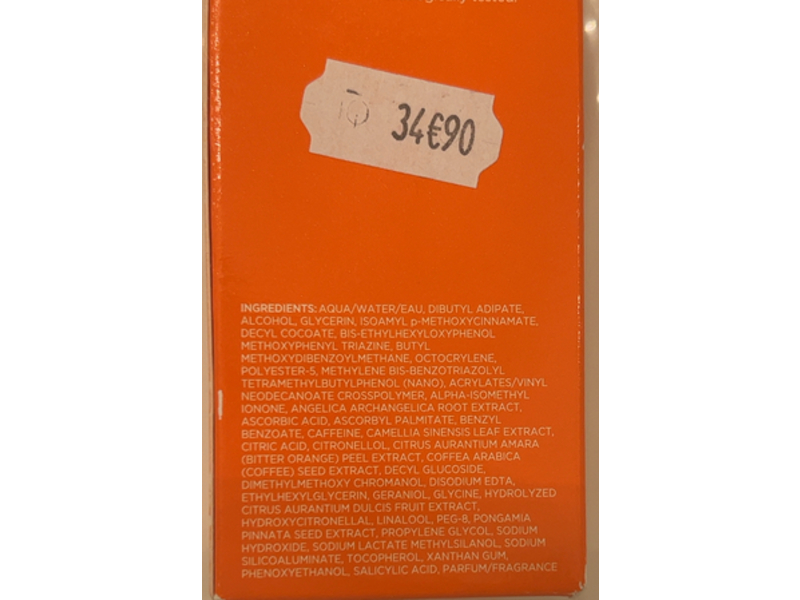 34€90
INGREDIENTS: AQUA/WATER/EAU, DIBUTYL ADIPATE,
ALCOHOL, GLYCERIN, ISOAMYL p-METHOXYCINNAMATE,
DECYL COCOATE, BIS-ETHYLHEXYLOXYPHENOL
METHOXYPHENYL TRIAZINE, BUTYL
METHOXYDIBENZOYLMETHANE, OCTOCRYLENE,
POLYESTER-5, METHYLENE BIS-BENZOTRIAZOLYL
TETRAMETHYLBUTYLPHENOL (NANO), ACRYLATES/VINYL
NEODECANOATE CROSSPOLYMER, ALPHA-ISOMETHYL
IONONE, ANGELICA ARCHANGELICA ROOT EXTRACT,
ASCORBIC ACID, ASCORBYL PALMITATE, BENZYL
BENZOATE, CAFFEINE, CAMELLIA SINENSIS LEAF EXTRACT,
CITRIC ACID, CITRONELLOL, CITRUS AURANTIUM AMARA
(BITTER ORANGE) PEEL EXTRACT, COFFEA ARABICA
(COFFEE) SEED EXTRACT, DECYL GLUCOSIDE,
DIMETHYLMETHOXY CHROMANOL, DISODIUM EDTA,
ETHYLHEXYLGLYCERIN, GERANIOL, GLYCINE, HYDROLYZED
CITRUS AURANTIUM DULCIS FRUIT EXTRACT,
HYDROXYCITRONELLAL, LINALOOL, PEG-8, PONGAMIA
PINNATA SEED EXTRACT, PROPYLENE GLYCOL, SODIUM
HYDROXIDE, SODIUM LACTATE METHYLSILANOL, SODIUM
SILICOALUMINATE, TOCOPHEROL, XANTHAN GUM,
PHENOXYETHANOL, SALICYLIC ACID, PARFUM/FRAGRANCE